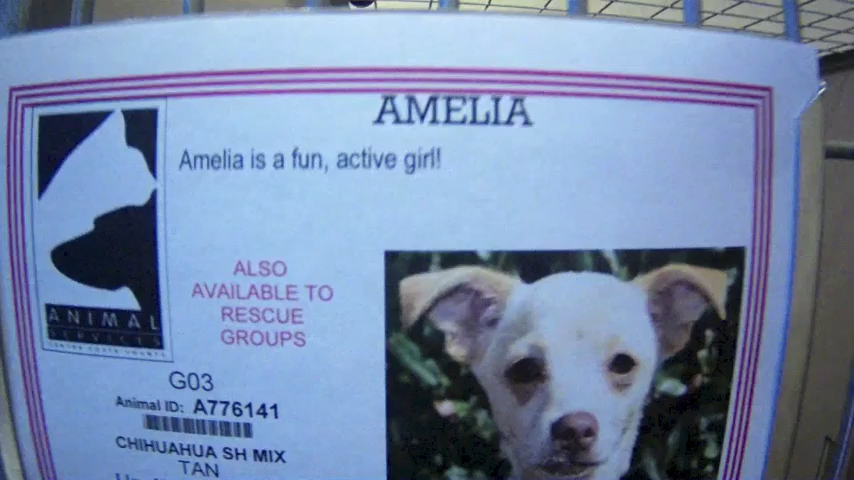 AMELIA
Amelia is a fun, active girl!
ANIMAL
SERVICES
ALSO
AVAILABLE TO
RESCUE
GROUPS
G03
Animal ID: A776141
CHIHUAHUA SH MIX
TAN